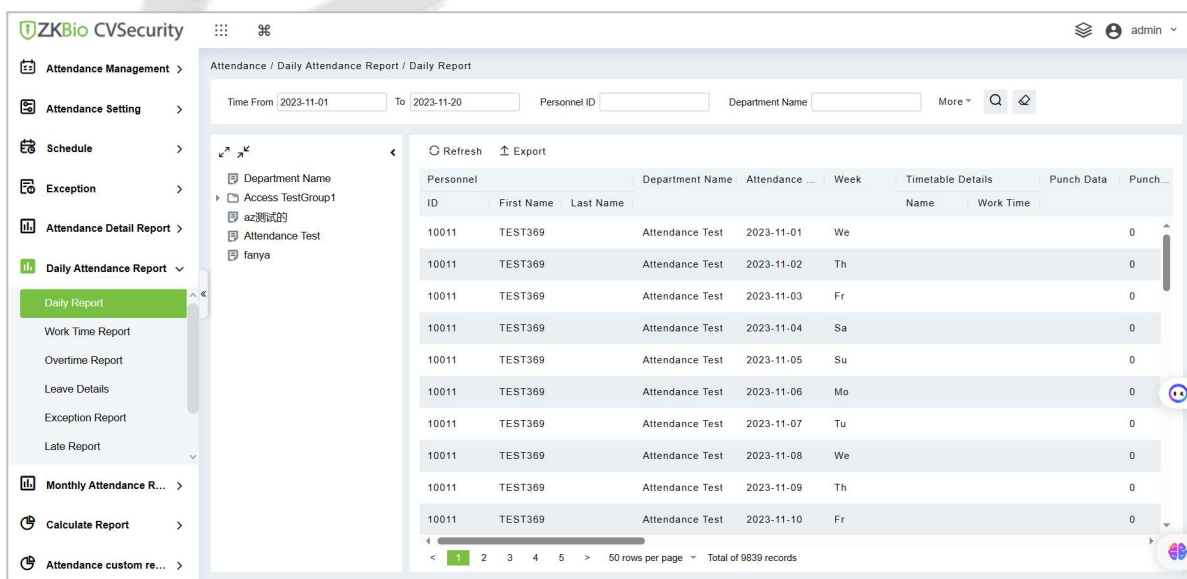 ZKBio CVSecurity
admin
Attendance Management
Attendance Setting
Schedule
Exception
Attendance Detail Report
Daily Attendance Report
Daily Report
Work Time Report
Overtime Report
Leave Details
Exception Report
Late Report
Monthly Attendance R...
Calculate Report
Attendance custom re...
Attendance / Daily Attendance Report / Daily Report
Time From 2023-11-01 To 2023-11-20 Personnel ID Department Name More
Department Name
Access TestGroup1
az测试的
Attendance Test
fanya
Refresh Export
Personnel Department Name Attendance ... Week Timetable Details Punch Data Punch...
ID First Name Last Name Name Work Time
10011 TEST369 Attendance Test 2023-11-01 We 0
10011 TEST369 Attendance Test 2023-11-02 Th 0
10011 TEST369 Attendance Test 2023-11-03 Fr 0
10011 TEST369 Attendance Test 2023-11-04 Sa 0
10011 TEST369 Attendance Test 2023-11-05 Su 0
10011 TEST369 Attendance Test 2023-11-06 Mo 0
10011 TEST369 Attendance Test 2023-11-07 Tu 0
10011 TEST369 Attendance Test 2023-11-08 We 0
10011 TEST369 Attendance Test 2023-11-09 Th 0
10011 TEST369 Attendance Test 2023-11-10 Fr 0
< 1 2 3 4 5 > 50 rows per page Total of 9839 records